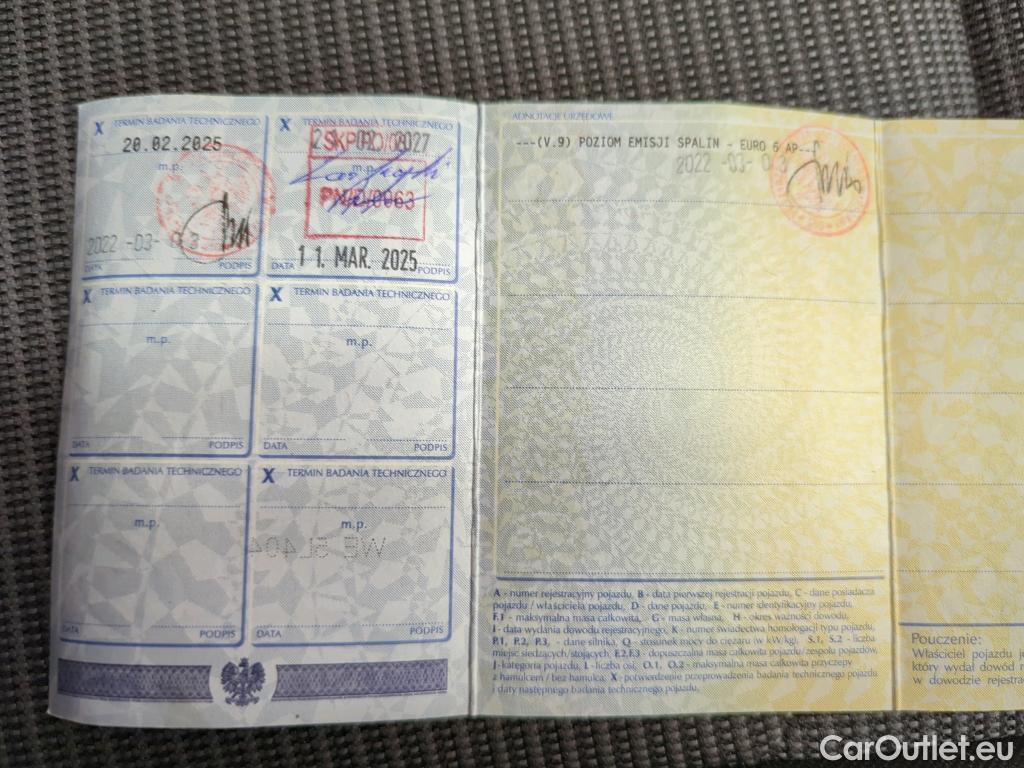 X TERMIN BADANIA TECHNICZNEGO
20.02.2025
m.p.
2022 -03- 03
DATA PODPIS
X TERMIN BADANIA TECHNICZNEGO
m.p.
11. MAR. 2025
DATA PODPIS
X TERMIN BADANIA TECHNICZNEGO
m.p.
DATA PODPIS
X TERMIN BADANIA TECHNICZNEGO
m.p.
DATA PODPIS
X TERMIN BADANIA TECHNICZNEGO
m.p.
DATA PODPIS
X TERMIN BADANIA TECHNICZNEGO
m.p.
WE 5L404
DATA PODPIS
ADNOTACJE URZĘDOWE
---(V.9) POZIOM EMISJI SPALIN - EURO 6 AP---
2022 -03- 03
A - numer rejestracyjny pojazdu, B - data pierwszej rejestracji pojazdu, C - dane posiadacza
pojazdu / właściciela pojazdu, D - dane pojazdu, E - numer identyfikacyjny pojazdu,
F.1 - maksymalna masa całkowita, G - masa własna, H - okres ważności dowodu,
I - data wydania dowodu rejestracyjnego, K - numer świadectwa homologacji typu pojazdu,
P.1, P.2, P.3, - dane silnika, Q - stosunek mocy do ciężaru (w kW/kg), S.1, S.2 - liczba
miejsc siedzących/stojących, F.2,F.3 - dopuszczalna masa całkowita pojazdu/zespołu pojazdów,
J - kategoria pojazdu, L - liczba osi, O.1, O.2 - maksymalna masa całkowita przyczepy
z hamulcem / bez hamulca, X - potwierdzenie przeprowadzenia badania technicznego pojazdu
i daty następnego badania technicznego pojazdu.
Pouczenie:
Właściciel pojazdu je
który wydał dowód r
w dowodzie rejestra
CarOutlet.eu